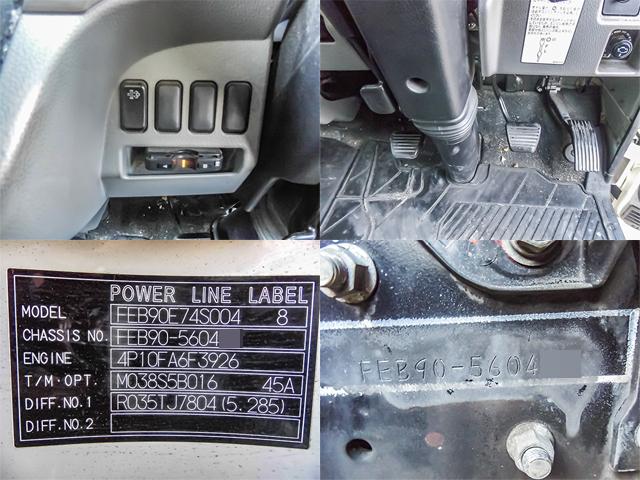 POWER LINE LABEL
MODEL FEB90E74S004 8
CHASSIS NO. FEB90-5604
ENGINE 4P10FA6F3926
T/M・OPT. M038S5B016 45A
DIFF.NO.1 R035TJ7804(5.285)
DIFF.NO.2
FEB90-5604